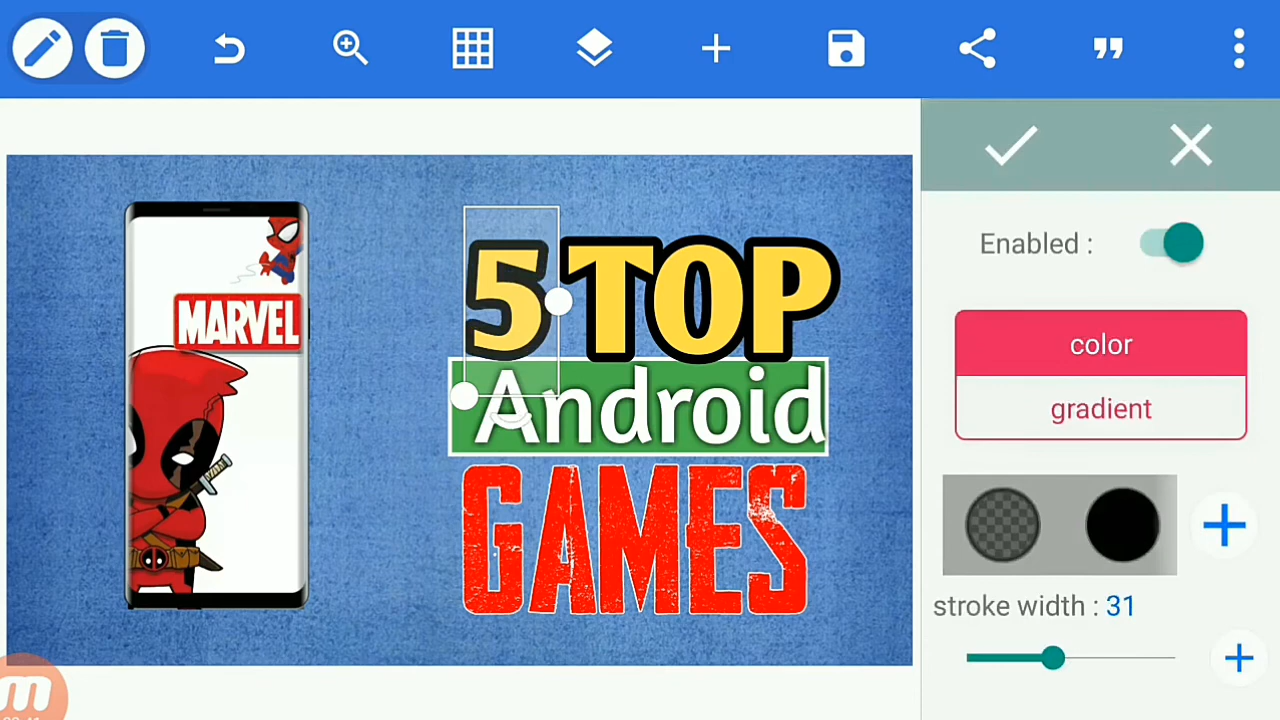 Enabled :
color
gradient
stroke width : 31
MARVEL
5 TOP
Android
GAMES